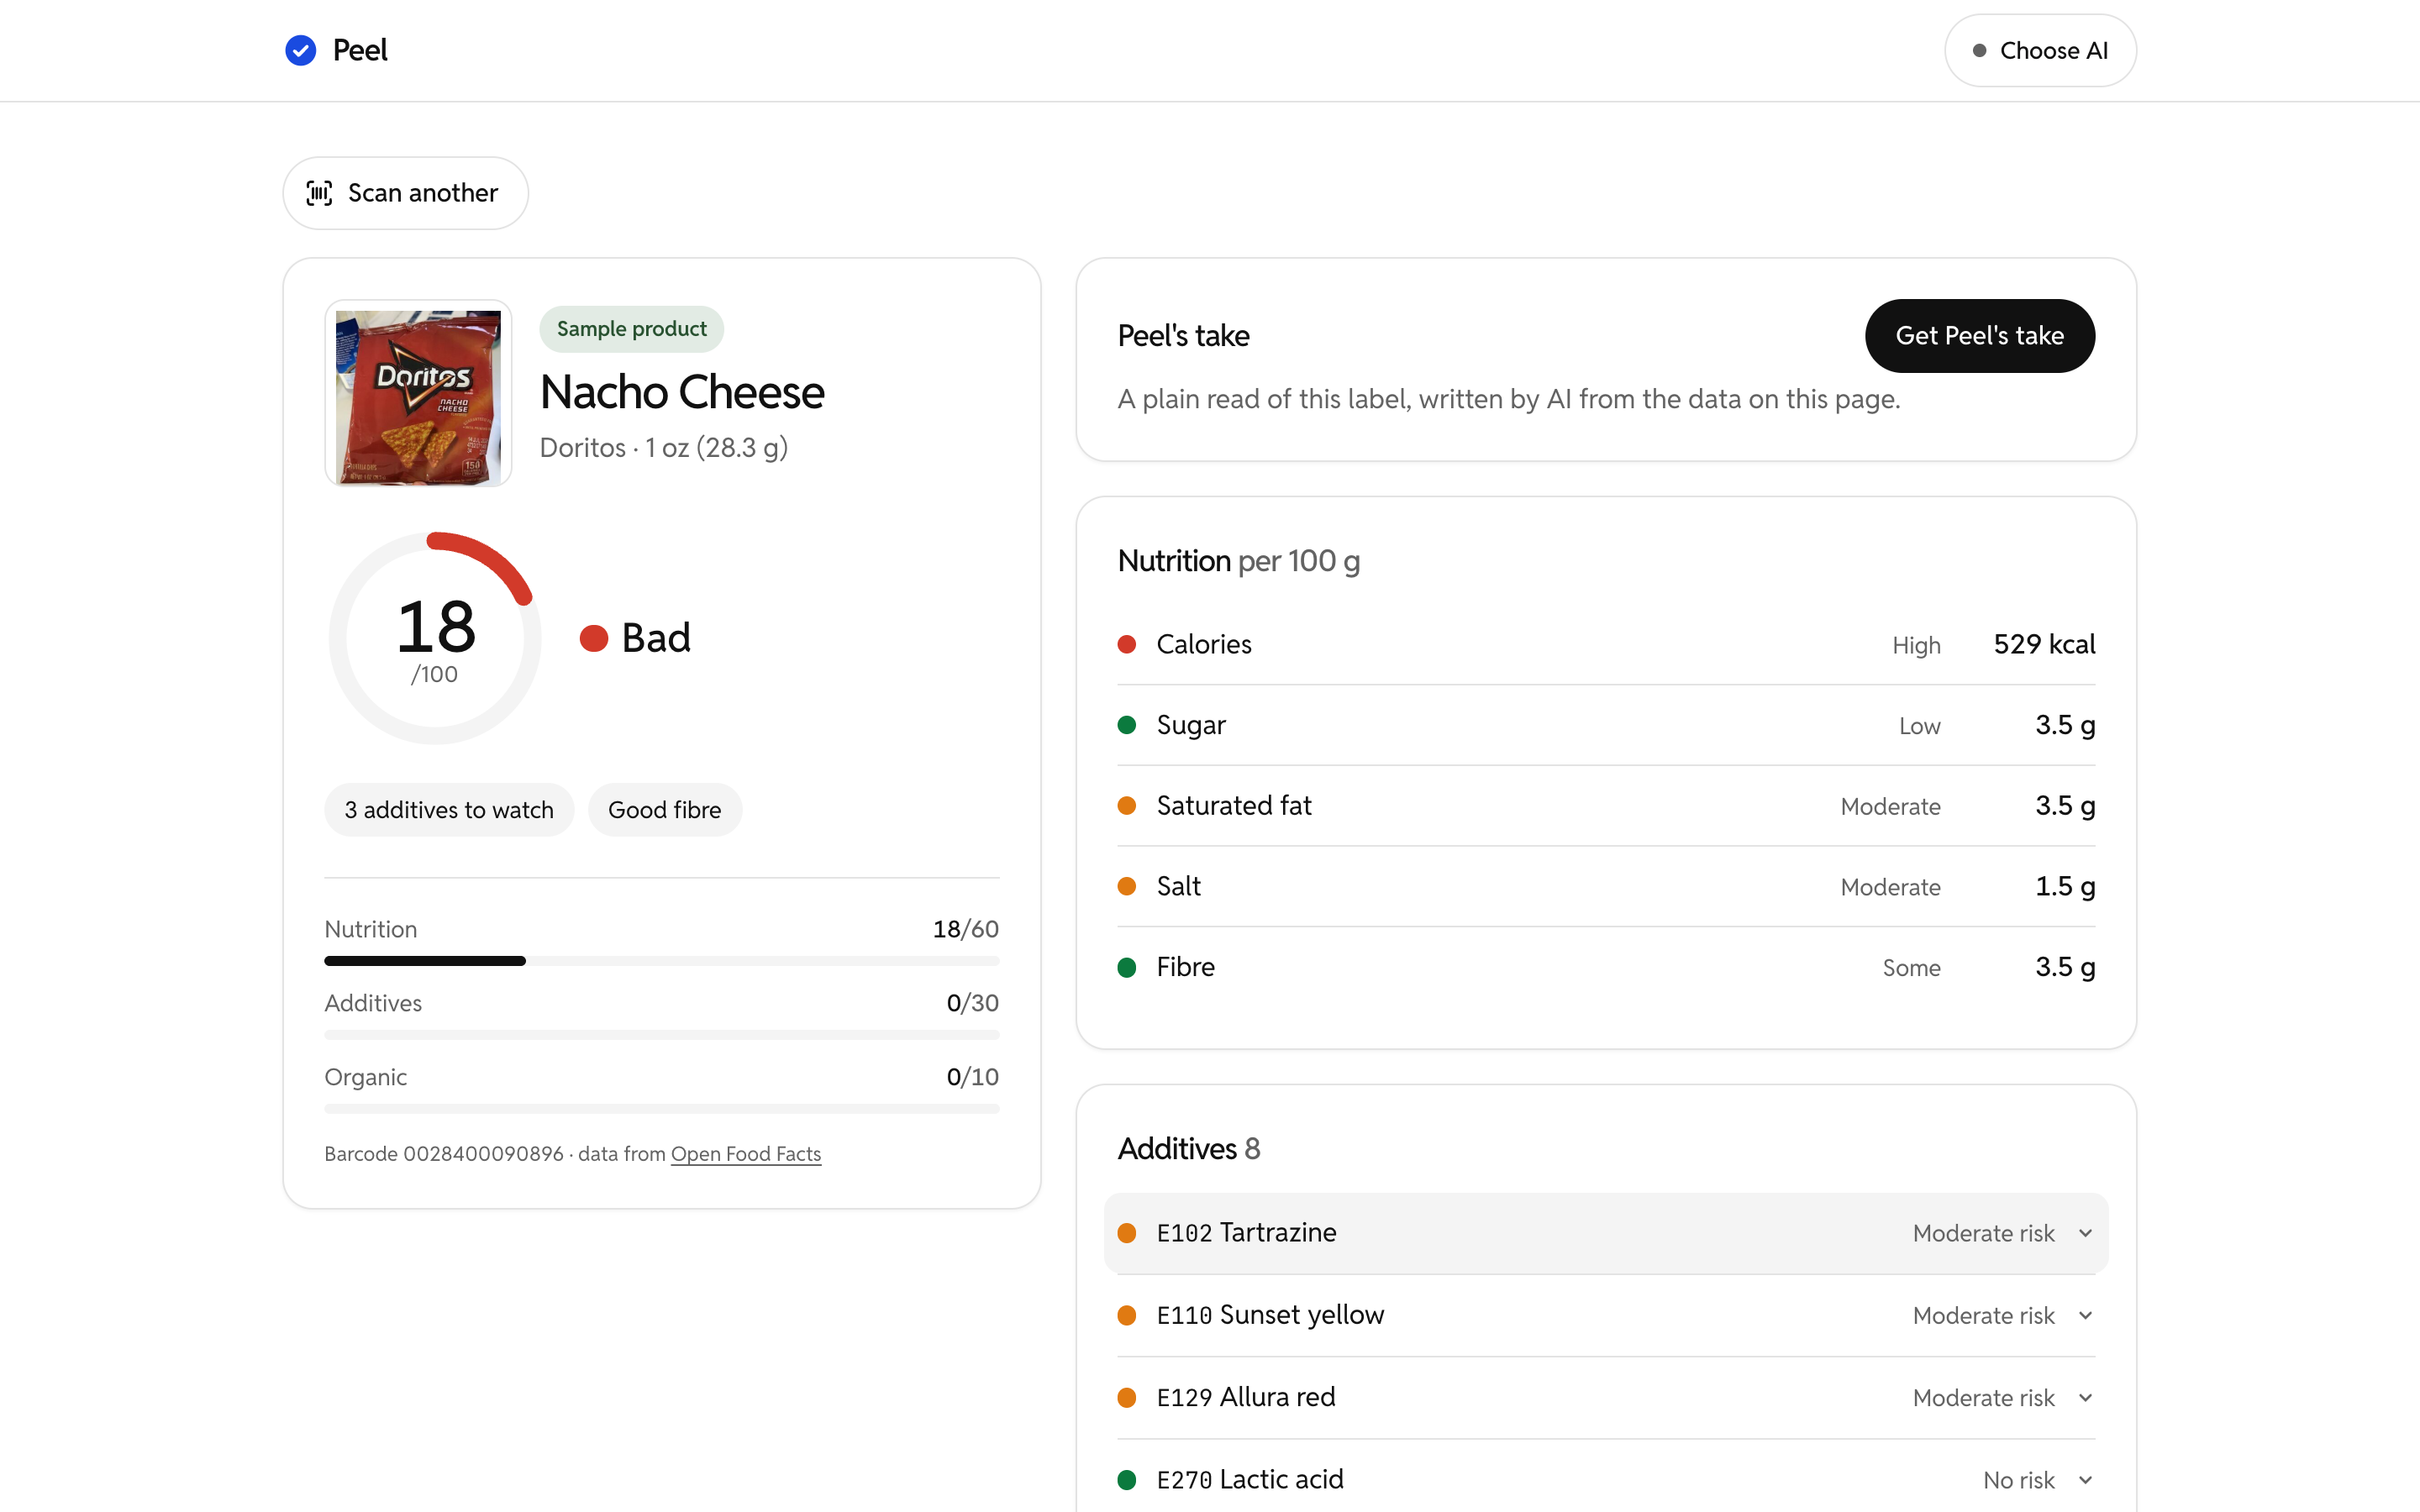 Peel
Choose AI
Scan another
Doritos
NACHO
CHEESE
150
Sample product
Nacho Cheese
Doritos · 1 oz (28.3 g)
18
/100
Bad
3 additives to watch
Good fibre
Nutrition 18/60
Additives 0/30
Organic 0/10
Barcode 0028400090896 · data from Open Food Facts
Peel's take
Get Peel's take
A plain read of this label, written by AI from the data on this page.
Nutrition per 100 g
Calories High 529 kcal
Sugar Low 3.5 g
Saturated fat Moderate 3.5 g
Salt Moderate 1.5 g
Fibre Some 3.5 g
Additives 8
E102 Tartrazine Moderate risk
E110 Sunset yellow Moderate risk
E129 Allura red Moderate risk
E270 Lactic acid No risk